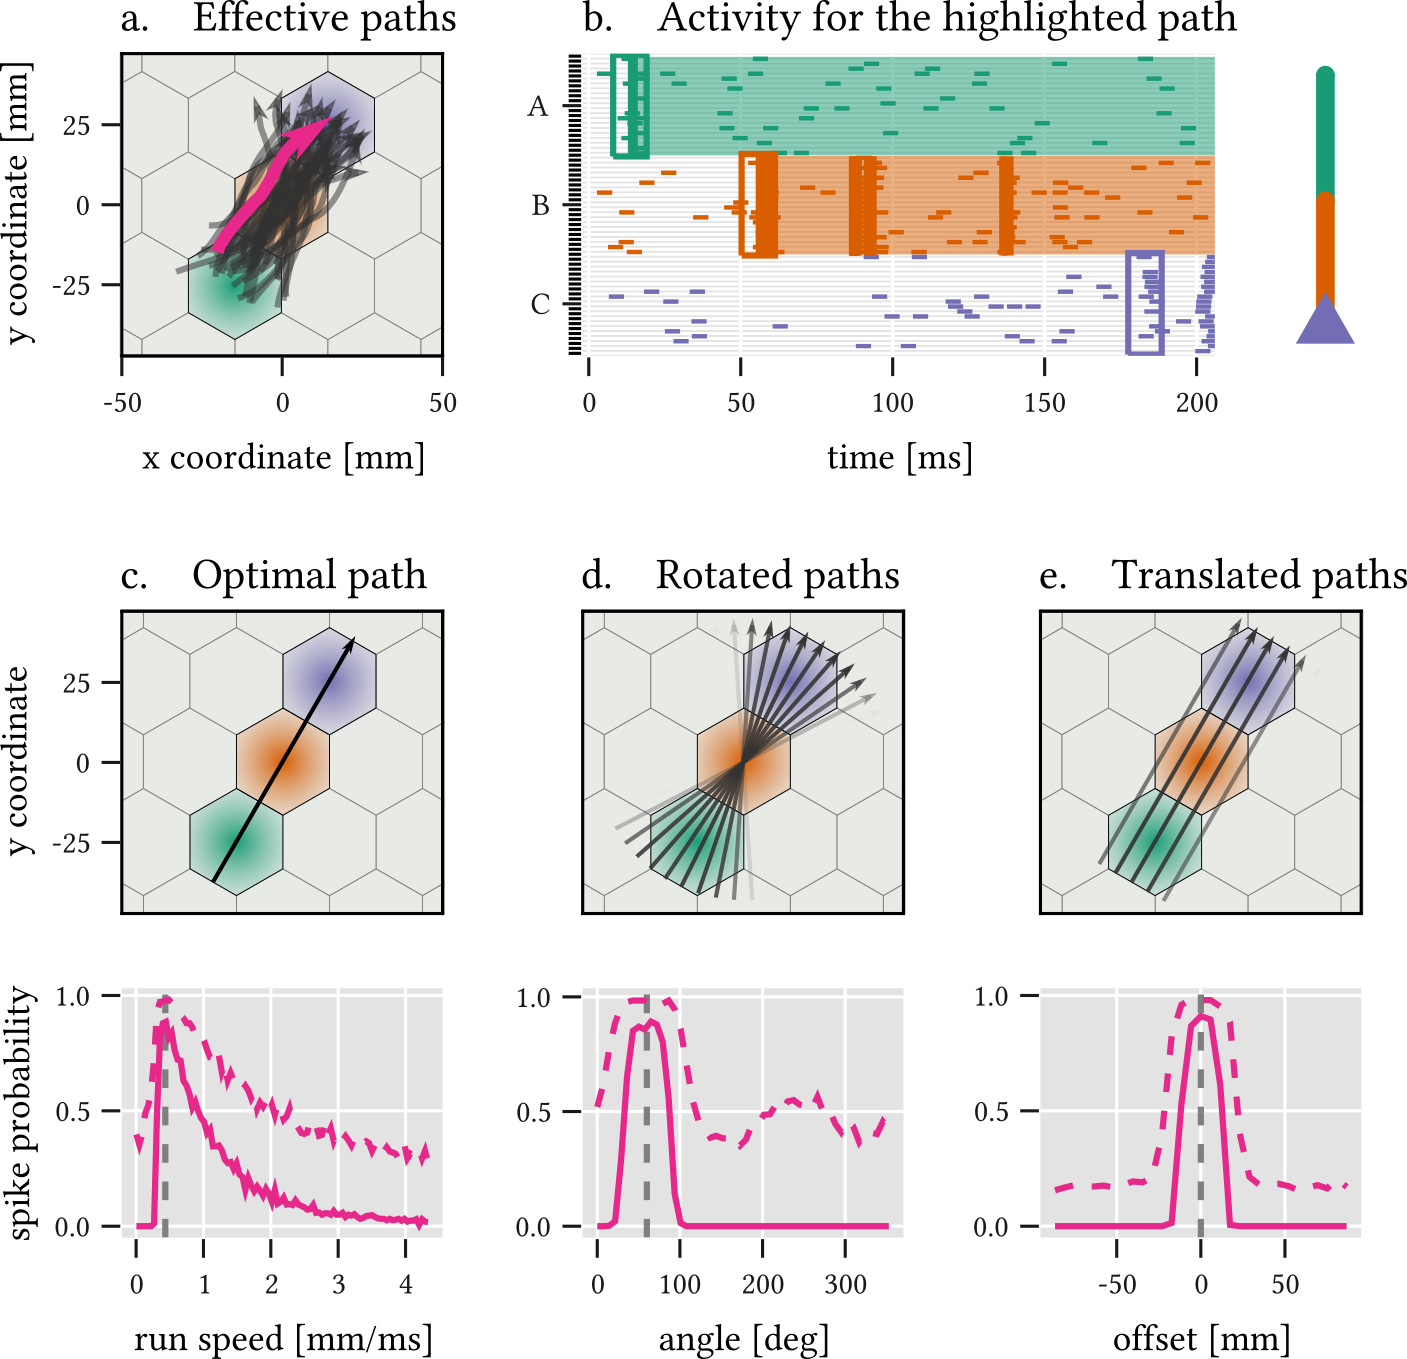 a. Effective paths
b. Activity for the highlighted path
y coordinate [mm]
25
0
-25
-50 0 50
x coordinate [mm]
A
B
C
0 50 100 150 200
time [ms]
c. Optimal path
d. Rotated paths
e. Translated paths
y coordinate
25
0
-25
spike probability
1.0
0.5
0.0
0 1 2 3 4
run speed [mm/ms]
1.0
0.5
0.0
0 100 200 300
angle [deg]
1.0
0.5
0.0
-50 0 50
offset [mm]